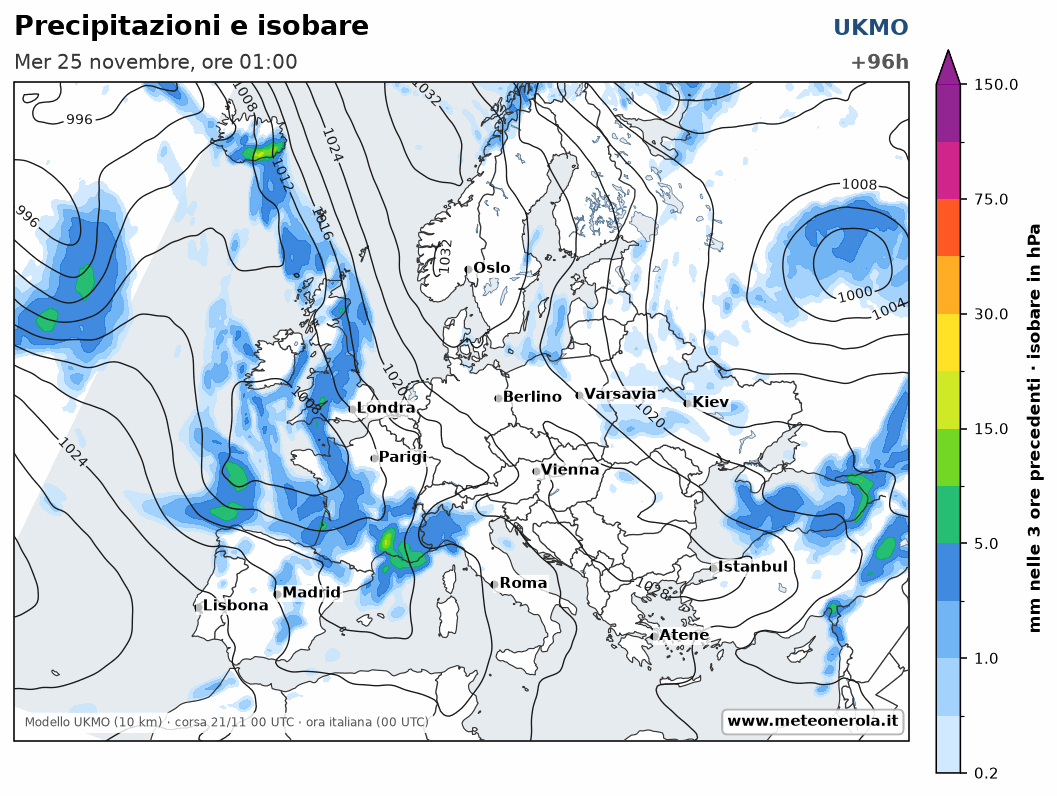 Precipitazioni e isobare
UKMO
Mer 25 novembre, ore 01:00
+96h
996
996
1008
1012
1016
1024
1032
1032
1020
1008
1024
1020
1008
1000
1004
Oslo
Londra
Berlino
Varsavia
Kiev
Parigi
Vienna
Madrid
Lisbona
Roma
Istanbul
Atene
Modello UKMO (10 km) · corsa 21/11 00 UTC · ora italiana (00 UTC)
www.meteonerola.it
150.0
75.0
30.0
15.0
5.0
1.0
0.2
mm nelle 3 ore precedenti · isobare in hPa